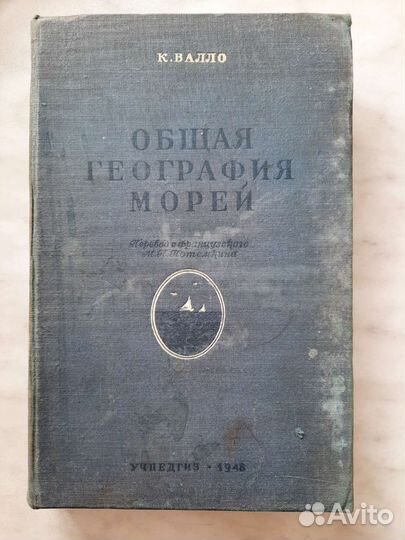 К. ВАЛЛО
ОБЩАЯ
ГЕОГРАФИЯ
МОРЕЙ
Перевод с французского
М.П. Потемкина
УЧПЕДГИЗ • 1948
Avito